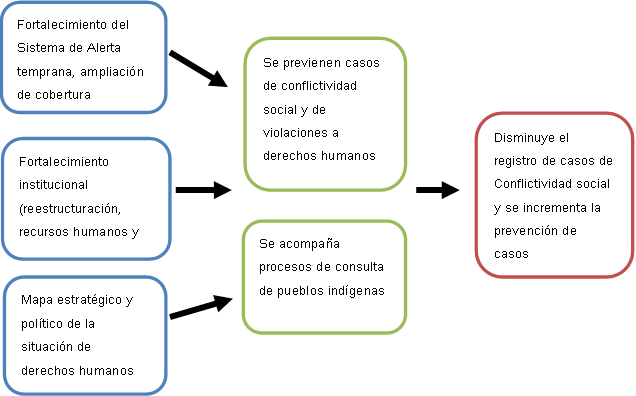 Fortalecimiento del
Sistema de Alerta
temprana, ampliación
de cobertura
Fortalecimiento
institucional
(reestructuración,
recursos humanos y
Mapa estratégico y
político de la
situación de
derechos humanos
Se previenen casos
de conflictividad
social y de
violaciones a
derechos humanos
Se acompaña
procesos de consulta
de pueblos indígenas
Disminuye el
registro de casos de
Conflictividad social
y se incrementa la
prevención de
casos